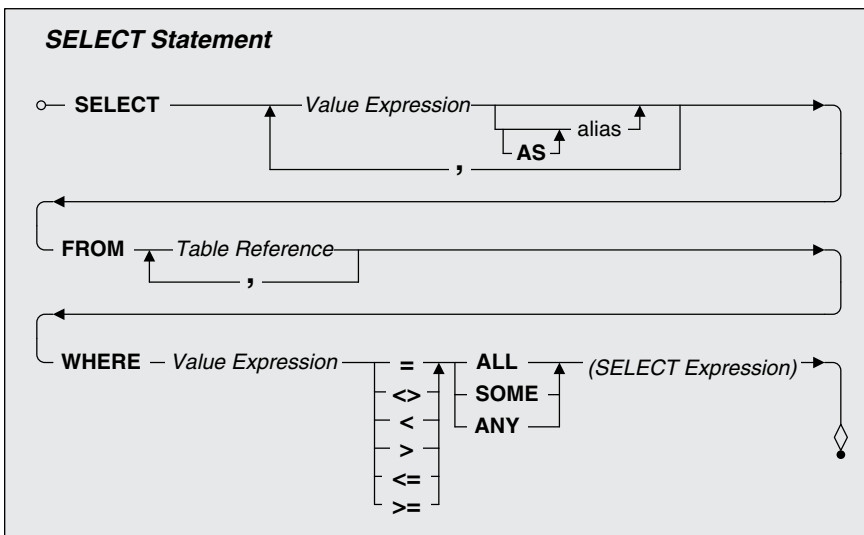 SELECT Statement
SELECT Value Expression alias
AS
,
FROM Table Reference
,
WHERE Value Expression = ALL (SELECT Expression)
<> SOME
< ANY
>
<=
>=